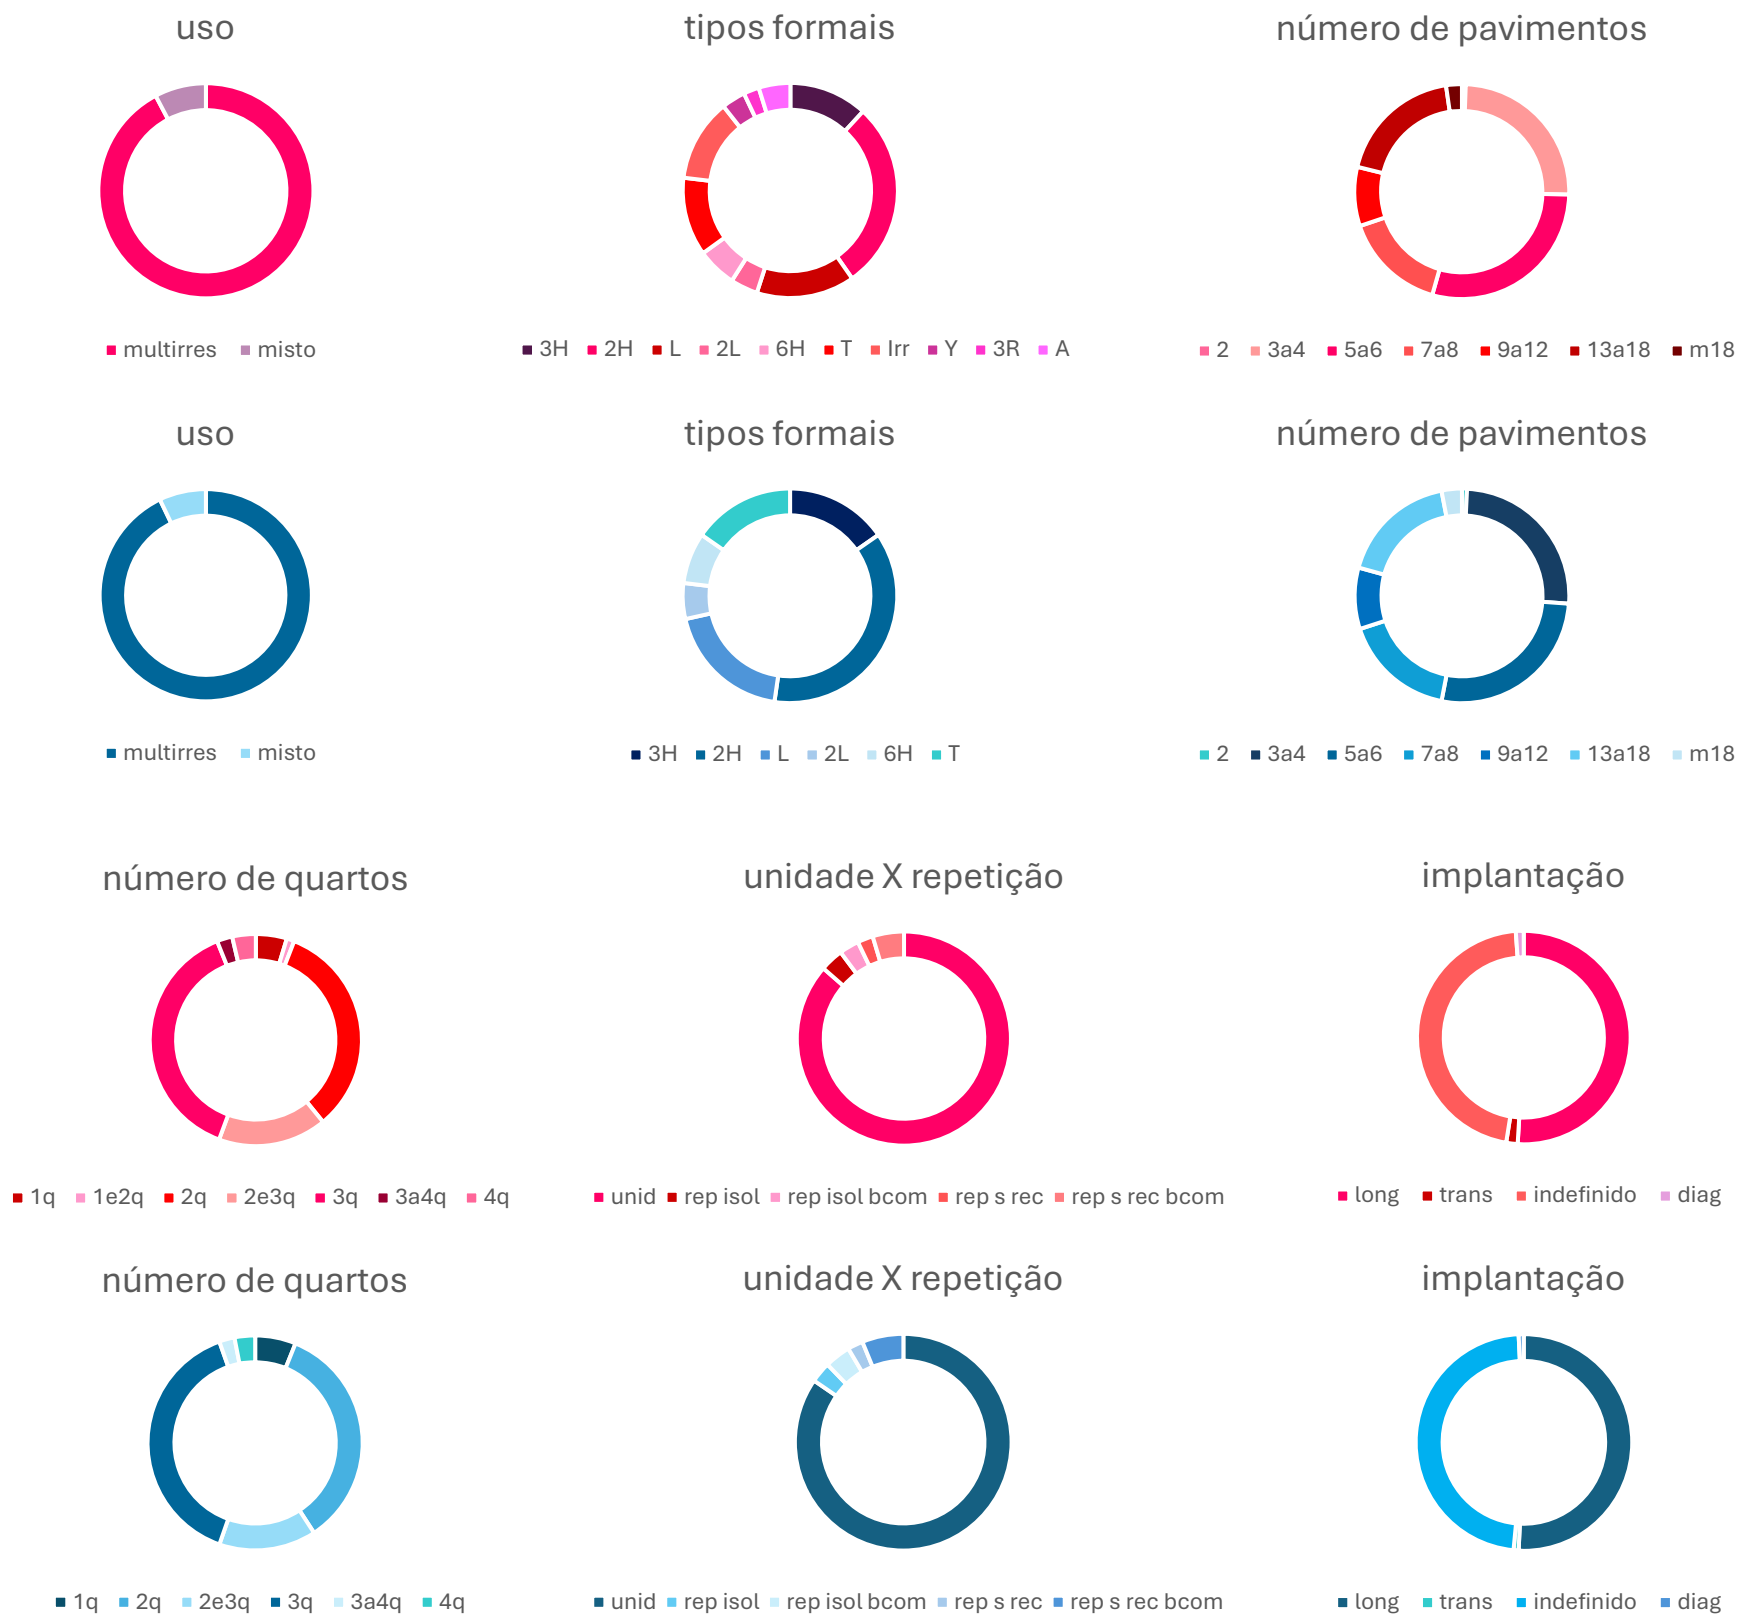 uso
tipos formais
número de pavimentos
multirres misto
3H 2H L 2L 6H T Irr Y 3R A
2 3a4 5a6 7a8 9a12 13a18 m18
uso
tipos formais
número de pavimentos
multirres misto
3H 2H L 2L 6H T
2 3a4 5a6 7a8 9a12 13a18 m18
número de quartos
unidade X repetição
implantação
1q 1e2q 2q 2e3q 3q 3a4q 4q
unid rep isol rep isol bcom rep s rec rep s rec bcom
long trans indefinido diag
número de quartos
unidade X repetição
implantação
1q 2q 2e3q 3q 3a4q 4q
unid rep isol rep isol bcom rep s rec rep s rec bcom
long trans indefinido diag